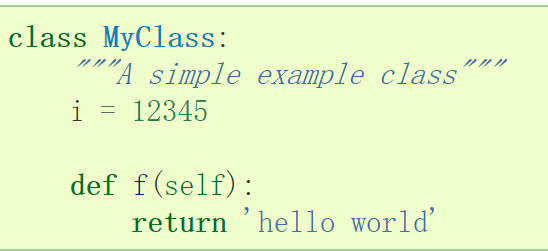 class MyClass:
    """A simple example class"""
    i = 12345

    def f(self):
        return 'hello world'